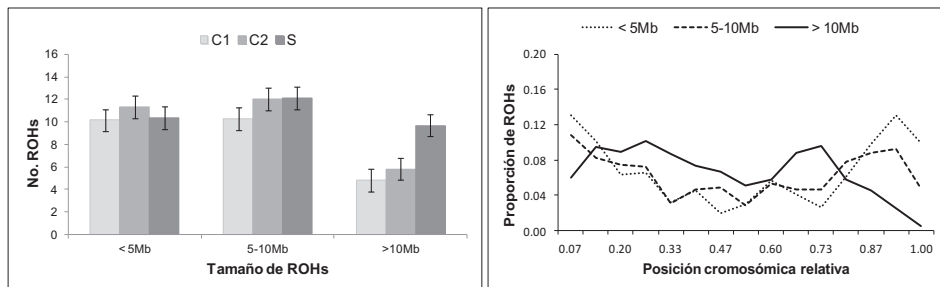 C1 C2 S
16
14
12
10
8
6
4
2
0
No. ROHs
< 5Mb 5-10Mb >10Mb
Tamaño de ROHs
< 5Mb 5-10Mb > 10Mb
0.20
0.16
0.12
0.08
0.04
0.00
Proporción de ROHs
0.07 0.20 0.33 0.47 0.60 0.73 0.87 1.00
Posición cromosómica relativa